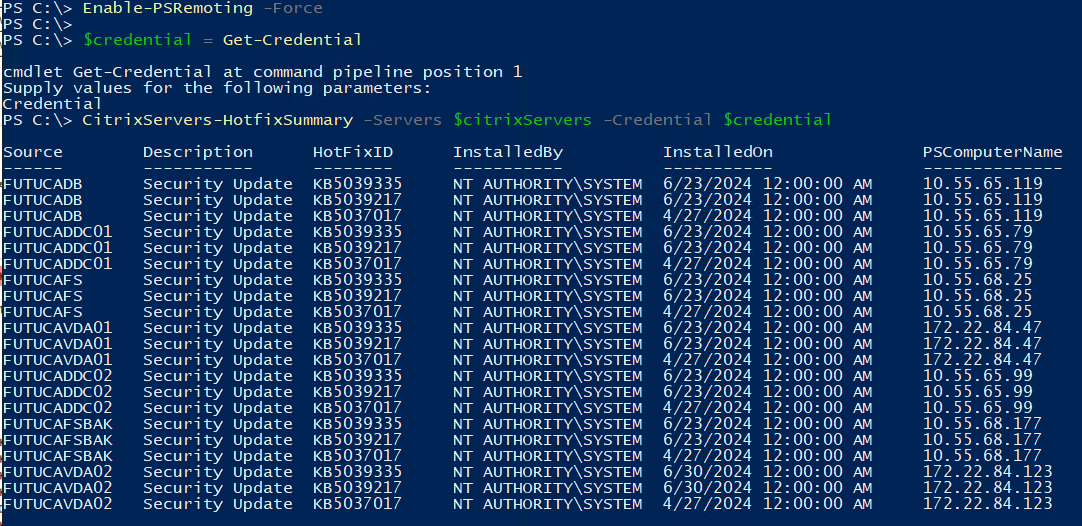 PS C:\> Enable-PSRemoting -Force
PS C:\>
PS C:\> $credential = Get-Credential
cmdlet Get-Credential at command pipeline position 1
Supply values for the following parameters:
Credential
PS C:\> CitrixServers-HotfixSummary -Servers $citrixServers -Credential $credential
Source Description HotFixID InstalledBy InstalledOn PSComputerName
------ ----------- -------- ----------- ----------- --------------
FUTUCADB Security Update KB5039335 NT AUTHORITY\SYSTEM 6/23/2024 12:00:00 AM 10.55.65.119
FUTUCADB Security Update KB5039217 NT AUTHORITY\SYSTEM 6/23/2024 12:00:00 AM 10.55.65.119
FUTUCADB Security Update KB5037017 NT AUTHORITY\SYSTEM 4/27/2024 12:00:00 AM 10.55.65.119
FUTUCADDC01 Security Update KB5039335 NT AUTHORITY\SYSTEM 6/23/2024 12:00:00 AM 10.55.65.79
FUTUCADDC01 Security Update KB5039217 NT AUTHORITY\SYSTEM 6/23/2024 12:00:00 AM 10.55.65.79
FUTUCADDC01 Security Update KB5037017 NT AUTHORITY\SYSTEM 4/27/2024 12:00:00 AM 10.55.65.79
FUTUCAFS Security Update KB5039335 NT AUTHORITY\SYSTEM 6/23/2024 12:00:00 AM 10.55.68.25
FUTUCAFS Security Update KB5039217 NT AUTHORITY\SYSTEM 6/23/2024 12:00:00 AM 10.55.68.25
FUTUCAFS Security Update KB5037017 NT AUTHORITY\SYSTEM 4/27/2024 12:00:00 AM 10.55.68.25
FUTUCAVDA01 Security Update KB5039335 NT AUTHORITY\SYSTEM 6/23/2024 12:00:00 AM 172.22.84.47
FUTUCAVDA01 Security Update KB5039217 NT AUTHORITY\SYSTEM 6/23/2024 12:00:00 AM 172.22.84.47
FUTUCAVDA01 Security Update KB5037017 NT AUTHORITY\SYSTEM 4/27/2024 12:00:00 AM 172.22.84.47
FUTUCADDC02 Security Update KB5039335 NT AUTHORITY\SYSTEM 6/23/2024 12:00:00 AM 10.55.65.99
FUTUCADDC02 Security Update KB5039217 NT AUTHORITY\SYSTEM 6/23/2024 12:00:00 AM 10.55.65.99
FUTUCADDC02 Security Update KB5037017 NT AUTHORITY\SYSTEM 4/27/2024 12:00:00 AM 10.55.65.99
FUTUCAFSBAK Security Update KB5039335 NT AUTHORITY\SYSTEM 6/23/2024 12:00:00 AM 10.55.68.177
FUTUCAFSBAK Security Update KB5039217 NT AUTHORITY\SYSTEM 6/23/2024 12:00:00 AM 10.55.68.177
FUTUCAFSBAK Security Update KB5037017 NT AUTHORITY\SYSTEM 4/27/2024 12:00:00 AM 10.55.68.177
FUTUCAVDA02 Security Update KB5039335 NT AUTHORITY\SYSTEM 6/30/2024 12:00:00 AM 172.22.84.123
FUTUCAVDA02 Security Update KB5039217 NT AUTHORITY\SYSTEM 6/30/2024 12:00:00 AM 172.22.84.123
FUTUCAVDA02 Security Update KB5037017 NT AUTHORITY\SYSTEM 4/27/2024 12:00:00 AM 172.22.84.123